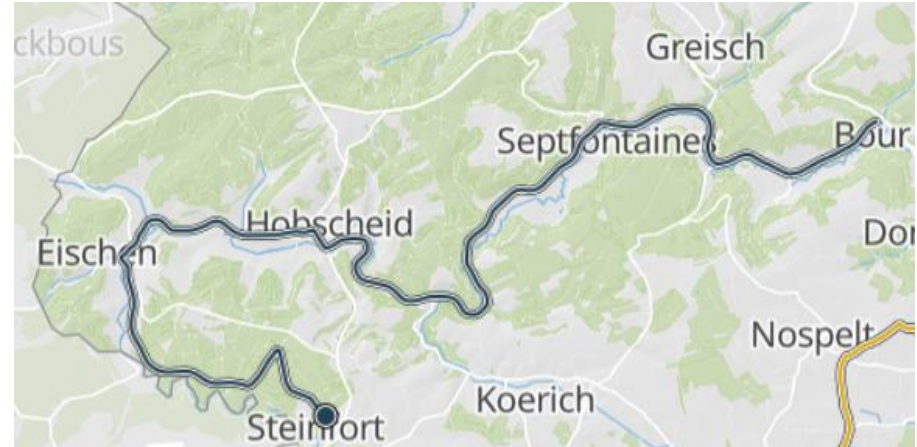 ckbous
Greisch
Septfontaines
Bour
Hobscheid
Eischen
Dor
Nospelt
Koerich
Steinfort